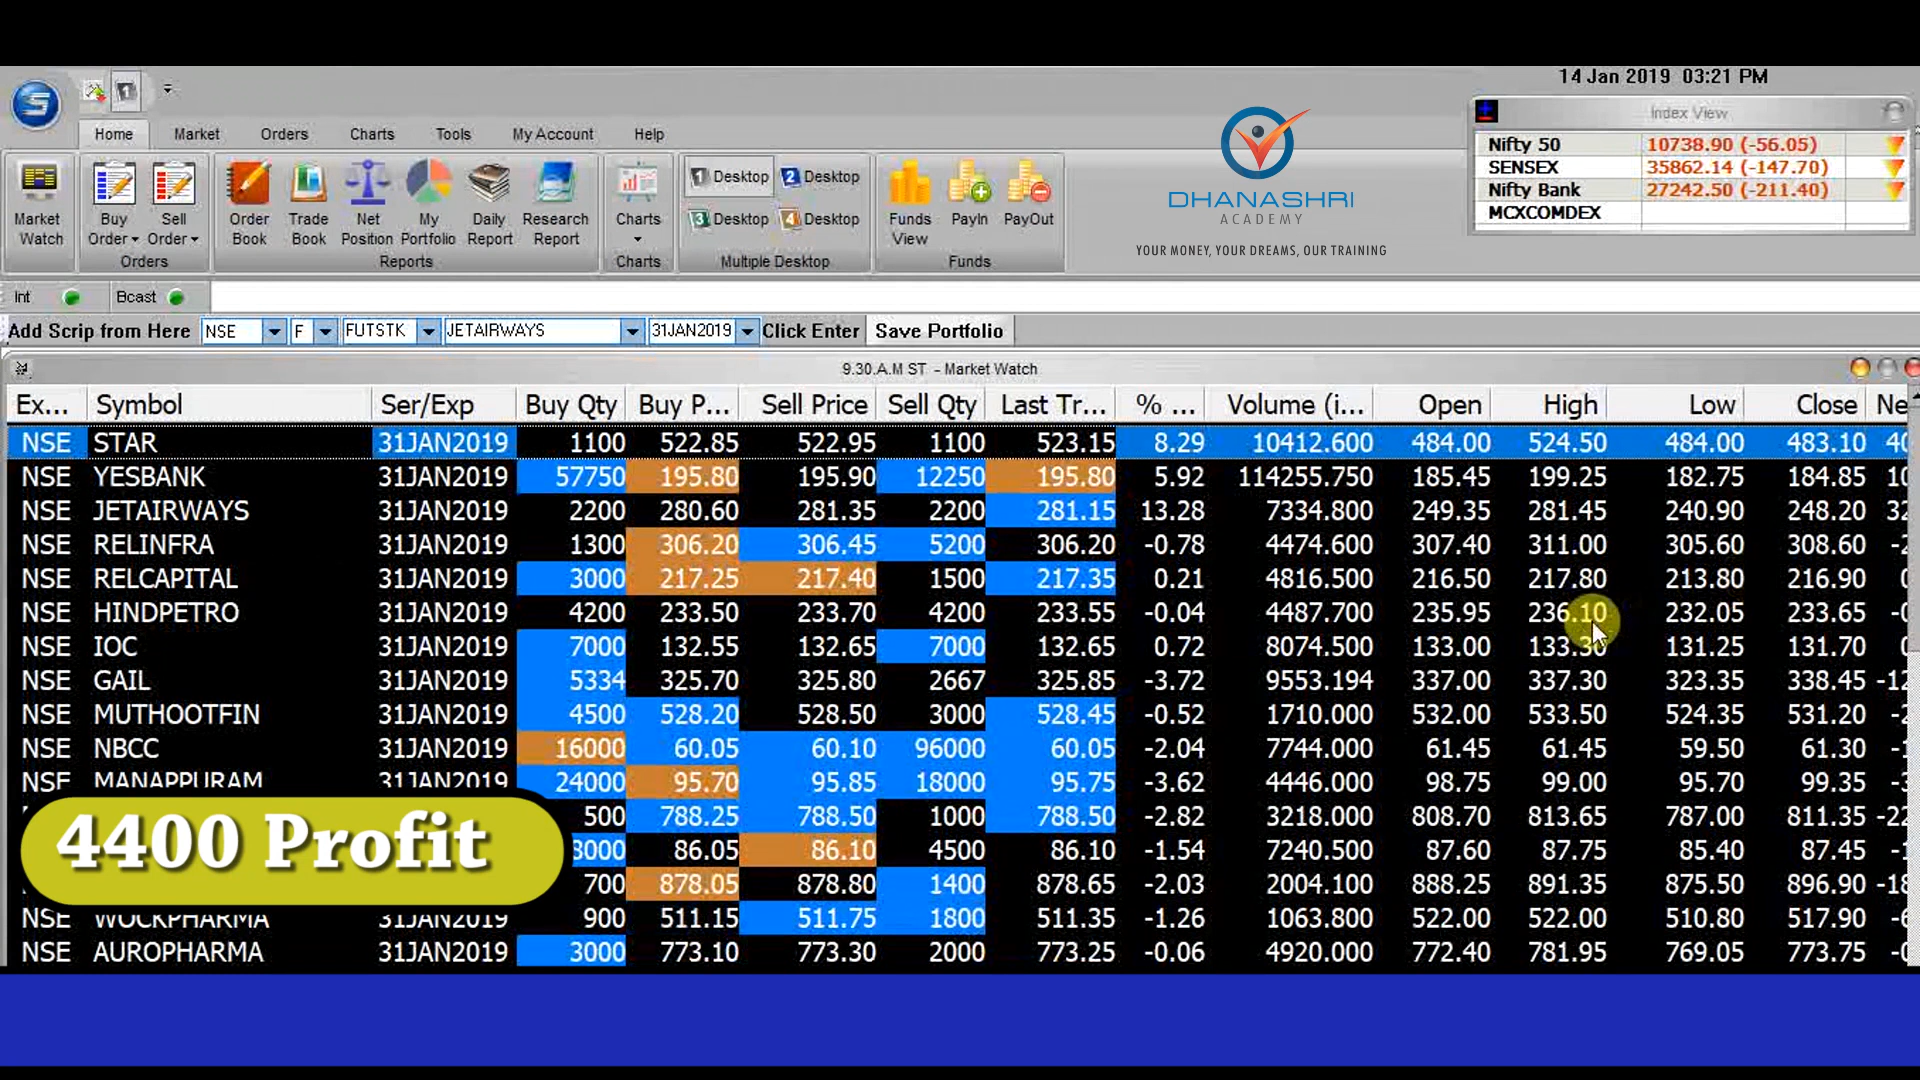 14 Jan 2019 03:21 PM
Index View
Nifty 50 10738.90 (-56.05)
SENSEX 35862.14 (-147.70)
Nifty Bank 27242.50 (-211.40)
MCXCOMDEX
Home Market Orders Charts Tools My Account Help
Market Watch
Buy Order
Sell Order
Orders
Order Book
Trade Book
Net Position
My Portfolio
Daily Report
Research Report
Reports
Charts
Charts
1 Desktop 2 Desktop
3 Desktop 4 Desktop
Multiple Desktop
Funds View
PayIn
PayOut
Funds
DHANASHRI
ACADEMY
YOUR MONEY, YOUR DREAMS, OUR TRAINING
Int Bcast
Add Scrip from Here NSE F FUTSTK JETAIRWAYS 31JAN2019 Click Enter Save Portfolio
9.30.A.M ST - Market Watch
Ex... Symbol Ser/Exp Buy Qty Buy P... Sell Price Sell Qty Last Tr... % ... Volume (i... Open High Low Close Ne
NSE STAR 31JAN2019 1100 522.85 522.95 1100 523.15 8.29 10412.600 484.00 524.50 484.00 483.10
NSE YESBANK 31JAN2019 57750 195.80 195.90 12250 195.80 5.92 114255.750 185.45 199.25 182.75 184.85
NSE JETAIRWAYS 31JAN2019 2200 280.60 281.35 2200 281.15 13.28 7334.800 249.35 281.45 240.90 248.20
NSE RELINFRA 31JAN2019 1300 306.20 306.45 5200 306.20 -0.78 4474.600 307.40 311.00 305.60 308.60
NSE RELCAPITAL 31JAN2019 3000 217.25 217.40 1500 217.35 0.21 4816.500 216.50 217.80 213.80 216.90
NSE HINDPETRO 31JAN2019 4200 233.50 233.70 4200 233.55 -0.04 4487.700 235.95 236.10 232.05 233.65
NSE IOC 31JAN2019 7000 132.55 132.65 7000 132.65 0.72 8074.500 133.00 133.30 131.25 131.70
NSE GAIL 31JAN2019 5334 325.70 325.80 2667 325.85 -3.72 9553.194 337.00 337.30 323.35 338.45 -12
NSE MUTHOOTFIN 31JAN2019 4500 528.20 528.50 3000 528.45 -0.52 1710.000 532.00 533.50 524.35 531.20
NSE NBCC 31JAN2019 16000 60.05 60.10 96000 60.05 -2.04 7744.000 61.45 61.45 59.50 61.30
NSE MANAPPURAM 31JAN2019 24000 95.70 95.85 18000 95.75 -3.62 4446.000 98.75 99.00 95.70 99.35
500 788.25 788.50 1000 788.50 -2.82 3218.000 808.70 813.65 787.00 811.35 -22
86.05 86.10 4500 86.10 -1.54 7240.500 87.60 87.75 85.40 87.45
700 878.05 878.80 1400 878.65 -2.03 2004.100 888.25 891.35 875.50 896.90 -18
NSE WOCKPHARMA 31JAN2019 900 511.15 511.75 1800 511.35 -1.26 1063.800 522.00 522.00 510.80 517.90
NSE AUROPHARMA 31JAN2019 3000 773.10 773.30 2000 773.25 -0.06 4920.000 772.40 781.95 769.05 773.75
4400 Profit